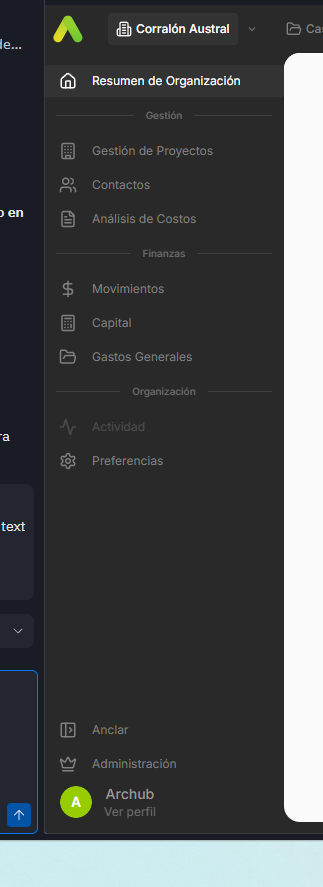 de...
Corralón Austral
Cas
Resumen de Organización
Gestión
Gestión de Proyectos
Contactos
o en
Análisis de Costos
Finanzas
Movimientos
Capital
Gastos Generales
Organización
Actividad
ra
Preferencias
text
Anclar
Administración
A
Archub
Ver perfil